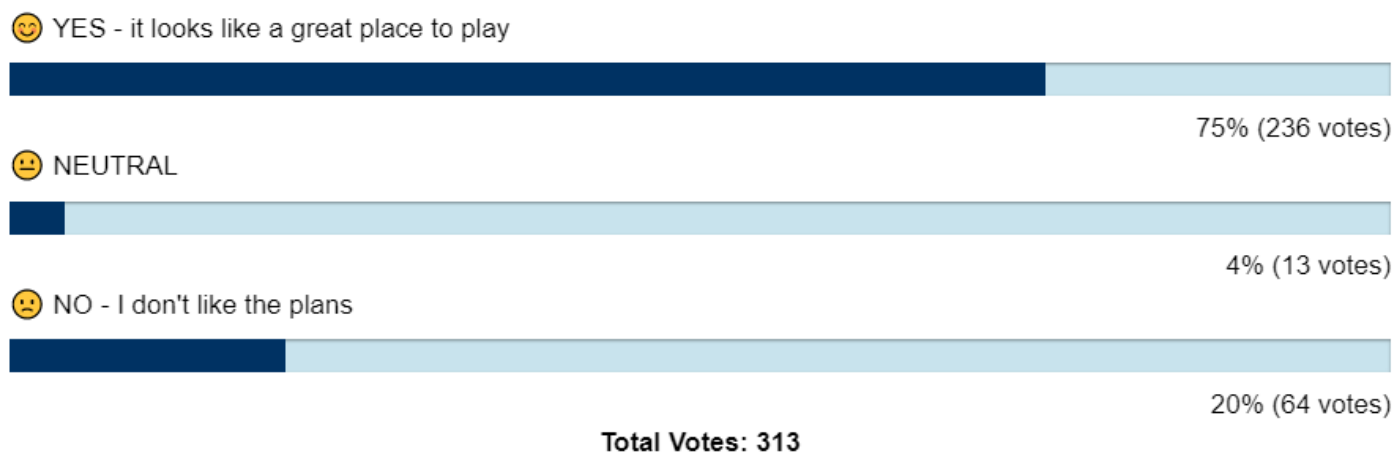 YES - it looks like a great place to play
75% (236 votes)
NEUTRAL
4% (13 votes)
NO - I don't like the plans
20% (64 votes)
Total Votes: 313